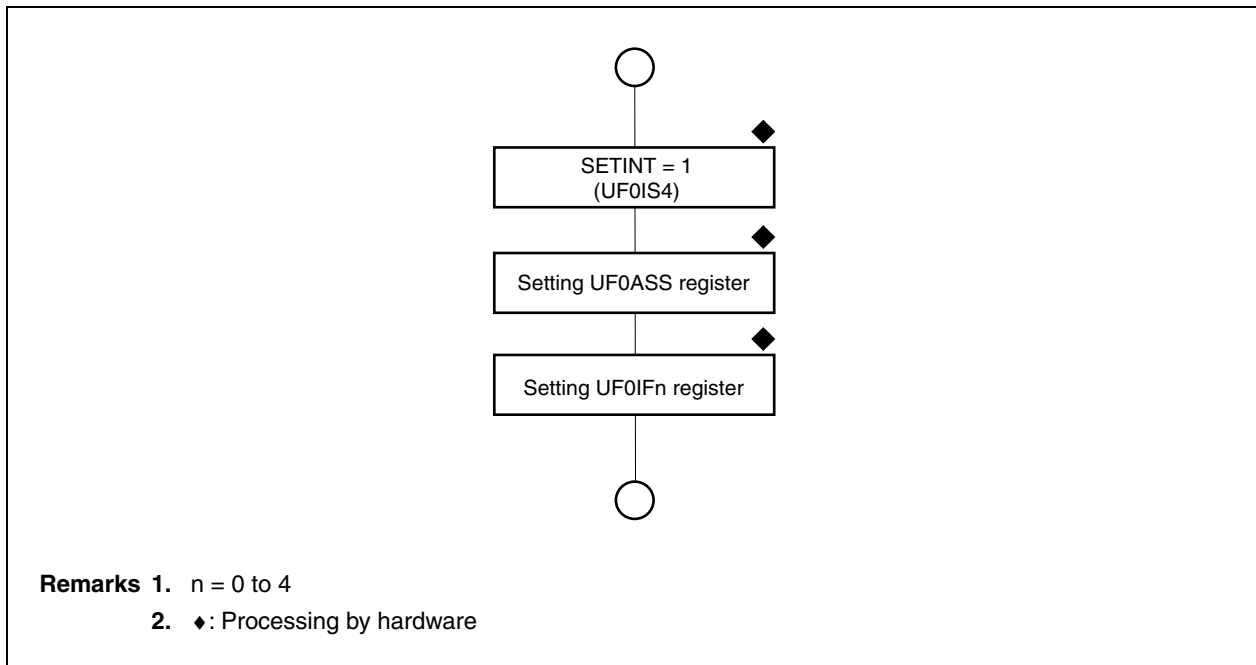 SETINT = 1
(UF0IS4)
Setting UF0ASS register
Setting UF0IFn register
Remarks 1. n = 0 to 4
2. ♦: Processing by hardware